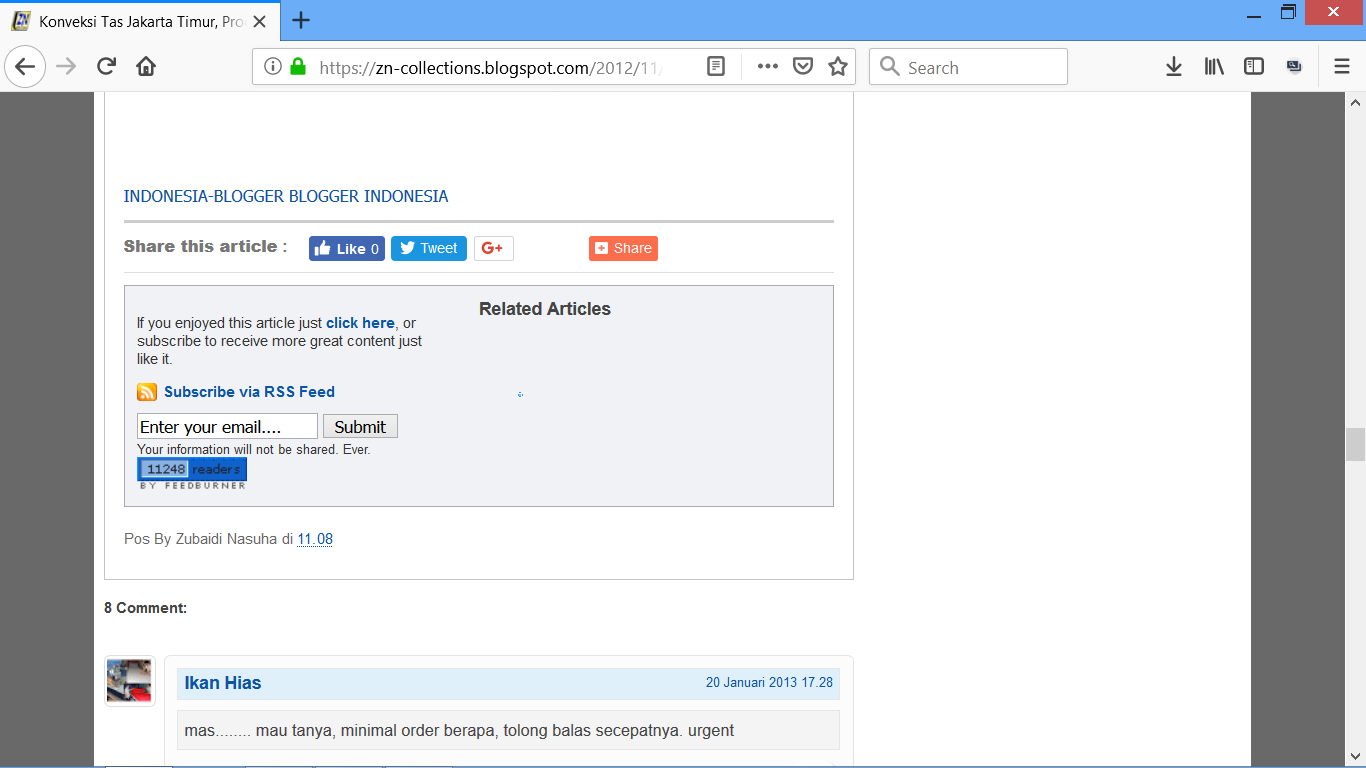 Konveksi Tas Jakarta Timur, Pro
https://zn-collections.blogspot.com/2012/11/
Search
INDONESIA-BLOGGER BLOGGER INDONESIA
Share this article :
Like 0
Tweet
G+
Share
If you enjoyed this article just click here, or
subscribe to receive more great content just
like it.
Subscribe via RSS Feed
Enter your email....
Submit
Your information will not be shared. Ever.
11248 readers
BY FEEDBURNER
Related Articles
Pos By Zubaidi Nasuha di 11.08
8 Comment:
Ikan Hias
20 Januari 2013 17.28
mas........ mau tanya, minimal order berapa, tolong balas secepatnya. urgent